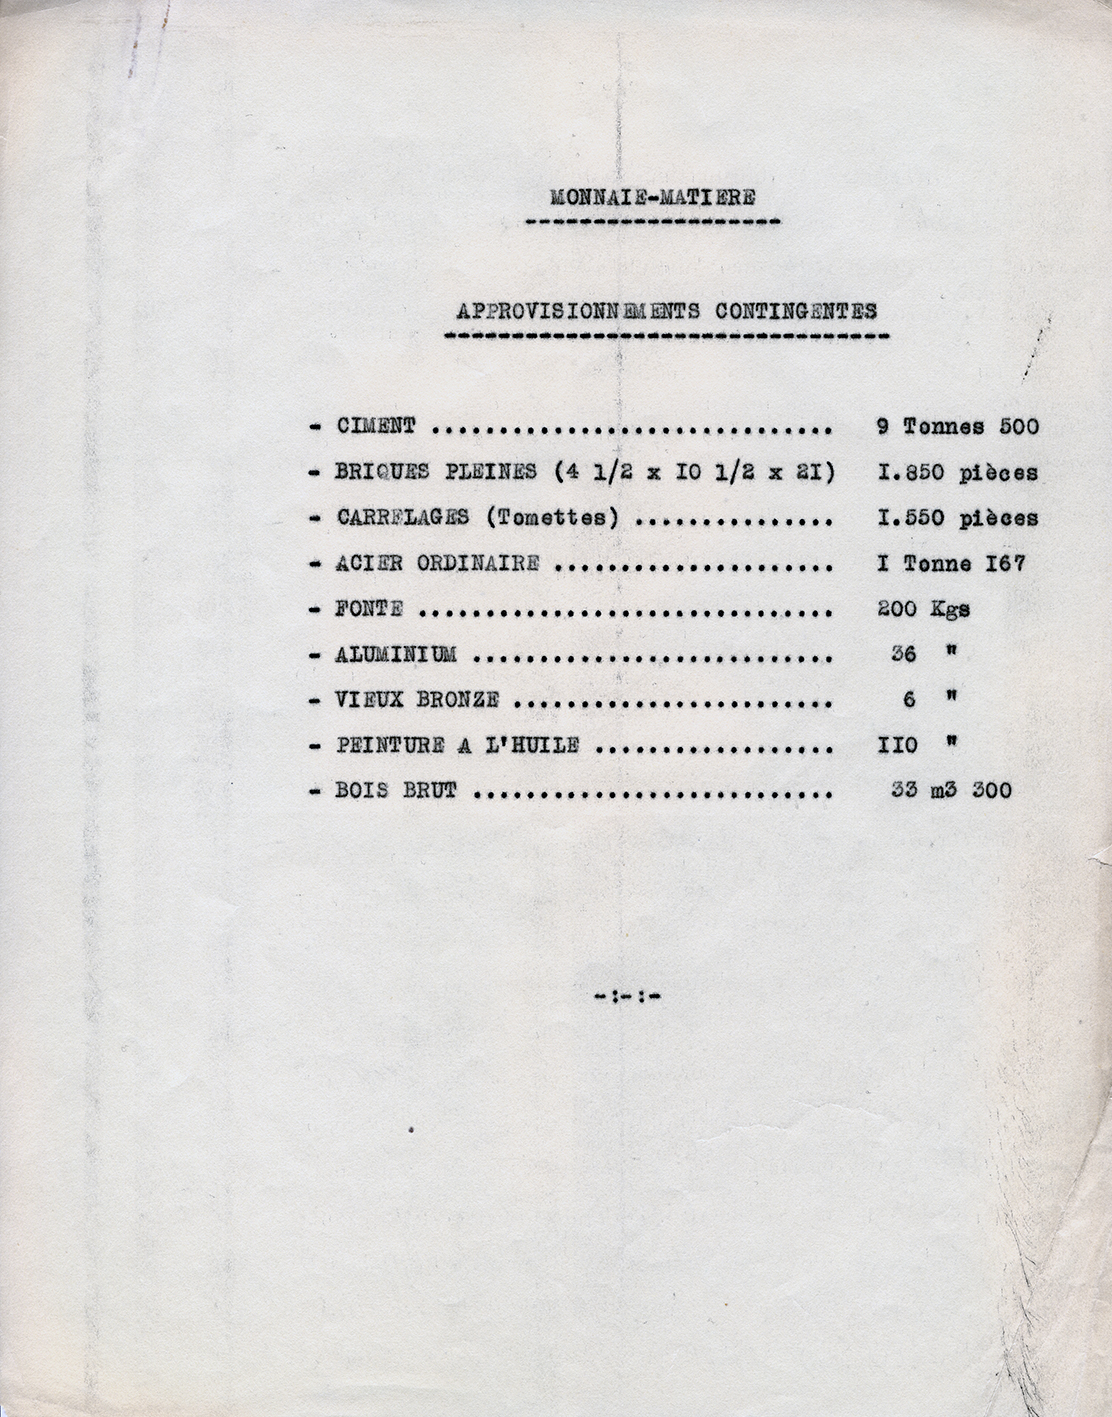 MONNAIE-MATIERE
-------------------
APPROVISIONNEMENTS CONTINGENTES
---------------------------------
- CIMENT .............................. 9 Tonnes 500
- BRIQUES PLEINES (4 1/2 x I0 1/2 x 2I) I.850 pièces
- CARRELAGES (Tomettes) ............... I.550 pièces
- ACIER ORDINAIRE ..................... I Tonne I67
- FONTE ............................... 200 Kgs
- ALUMINIUM ........................... 36 "
- VIEUX BRONZE ........................ 6 "
- PEINTURE A L'HUILE .................. II0 "
- BOIS BRUT ........................... 33 m3 300
-:-:-